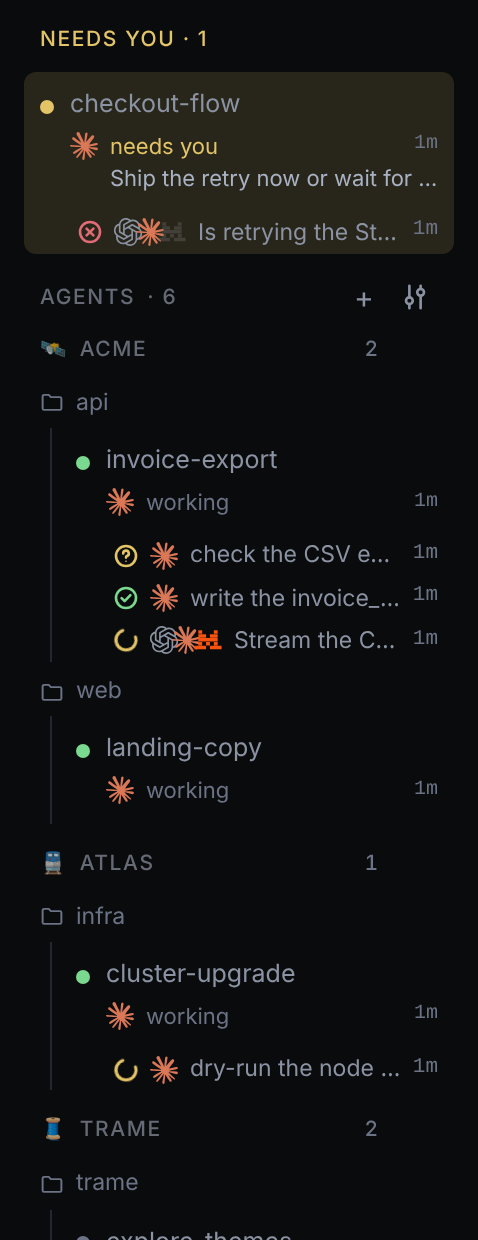 NEEDS YOU · 1
checkout-flow
needs you 1m
Ship the retry now or wait for ...
Is retrying the St... 1m
AGENTS · 6 +
ACME 2
api
invoice-export
working 1m
check the CSV e... 1m
write the invoice_... 1m
Stream the C... 1m
web
landing-copy
working 1m
ATLAS 1
infra
cluster-upgrade
working 1m
dry-run the node ... 1m
TRAME 2
trame
explore-themes